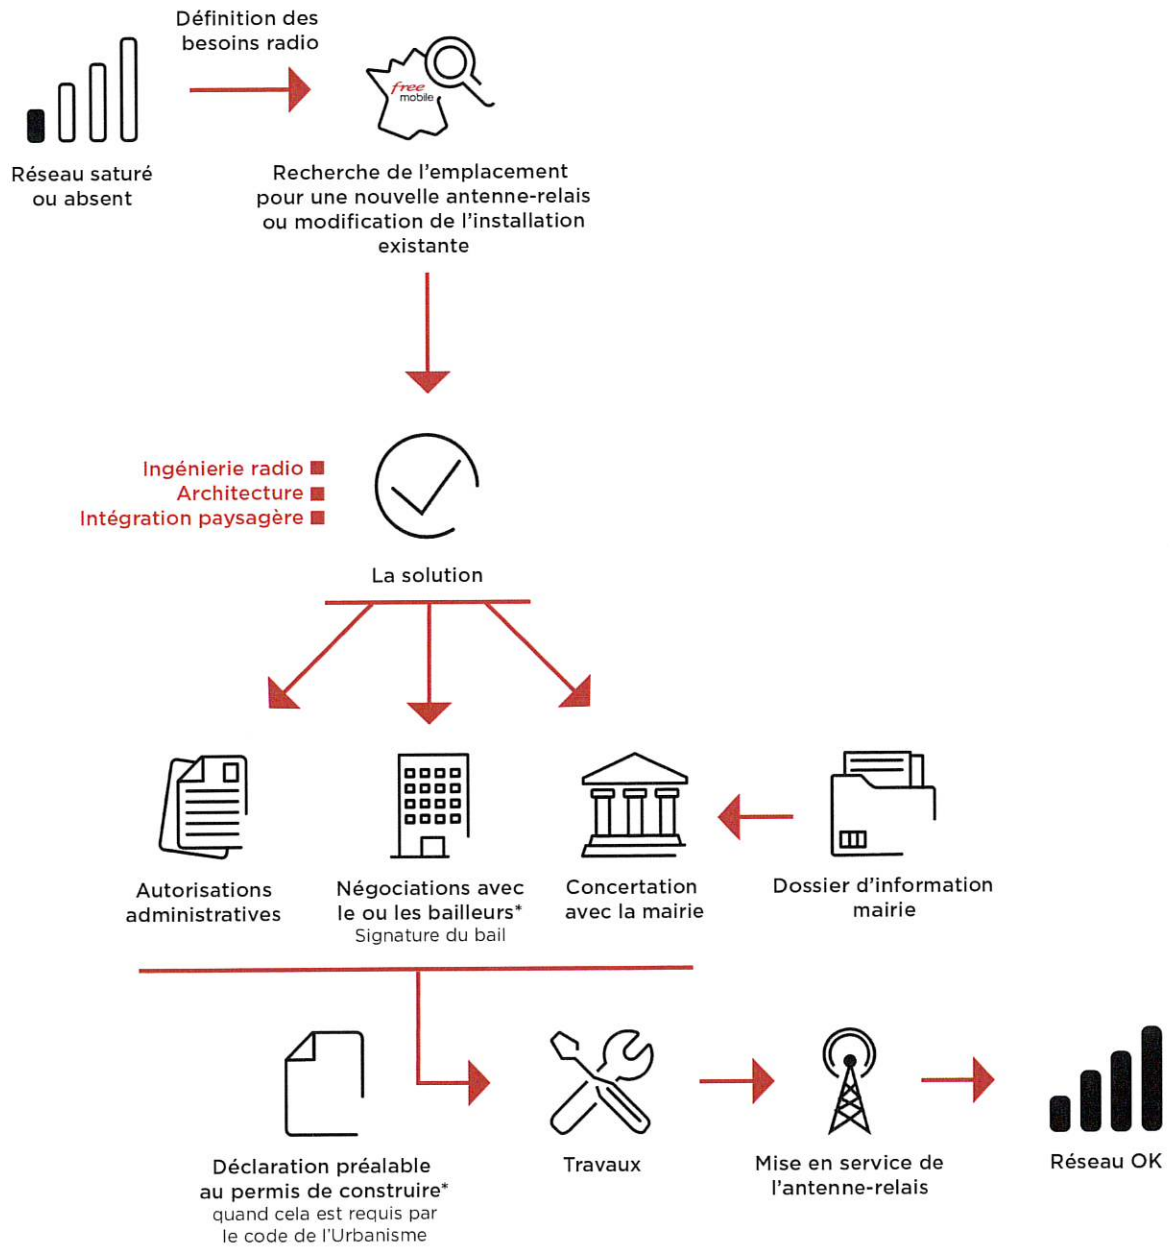 Définition des
besoins radio
free
mobile
Réseau saturé
ou absent
Recherche de l'emplacement
pour une nouvelle antenne-relais
ou modification de l'installation
existante
Ingénierie radio
Architecture
Intégration paysagère
La solution
Autorisations
administratives
Négociations avec
le ou les bailleurs*
Signature du bail
Concertation
avec la mairie
Dossier d'information
mairie
Déclaration préalable
au permis de construire*
quand cela est requis par
le code de l'Urbanisme
Travaux
Mise en service de
l'antenne-relais
Réseau OK